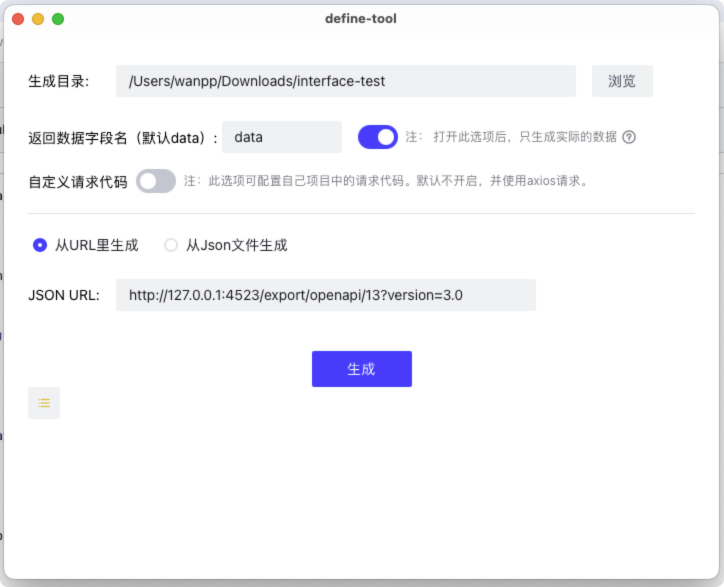 define-tool
生成目录: /Users/wanpp/Downloads/interface-test 浏览
返回数据字段名（默认data）: data 注： 打开此选项后，只生成实际的数据 ?
自定义请求代码 注：此选项可配置自己项目中的请求代码。默认不开启，并使用axios请求。
从URL里生成 从Json文件生成
JSON URL: http://127.0.0.1:4523/export/openapi/13?version=3.0
生成